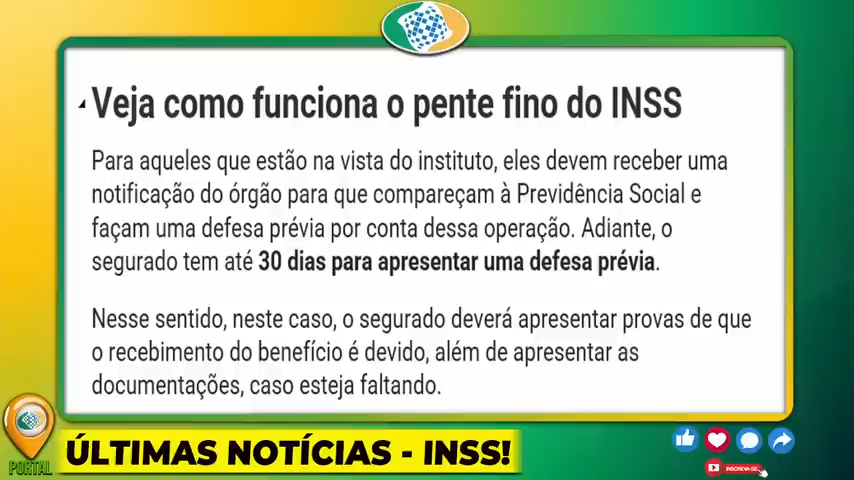 Veja como funciona o pente fino do INSS
Para aqueles que estão na vista do instituto, eles devem receber uma
notificação do órgão para que compareçam à Previdência Social e
façam uma defesa prévia por conta dessa operação. Adiante, o
segurado tem até 30 dias para apresentar uma defesa prévia.
Nesse sentido, neste caso, o segurado deverá apresentar provas de que
o recebimento do benefício é devido, além de apresentar as
documentações, caso esteja faltando.
PORTAL
ÚLTIMAS NOTÍCIAS - INSS!
INSCREVA-SE